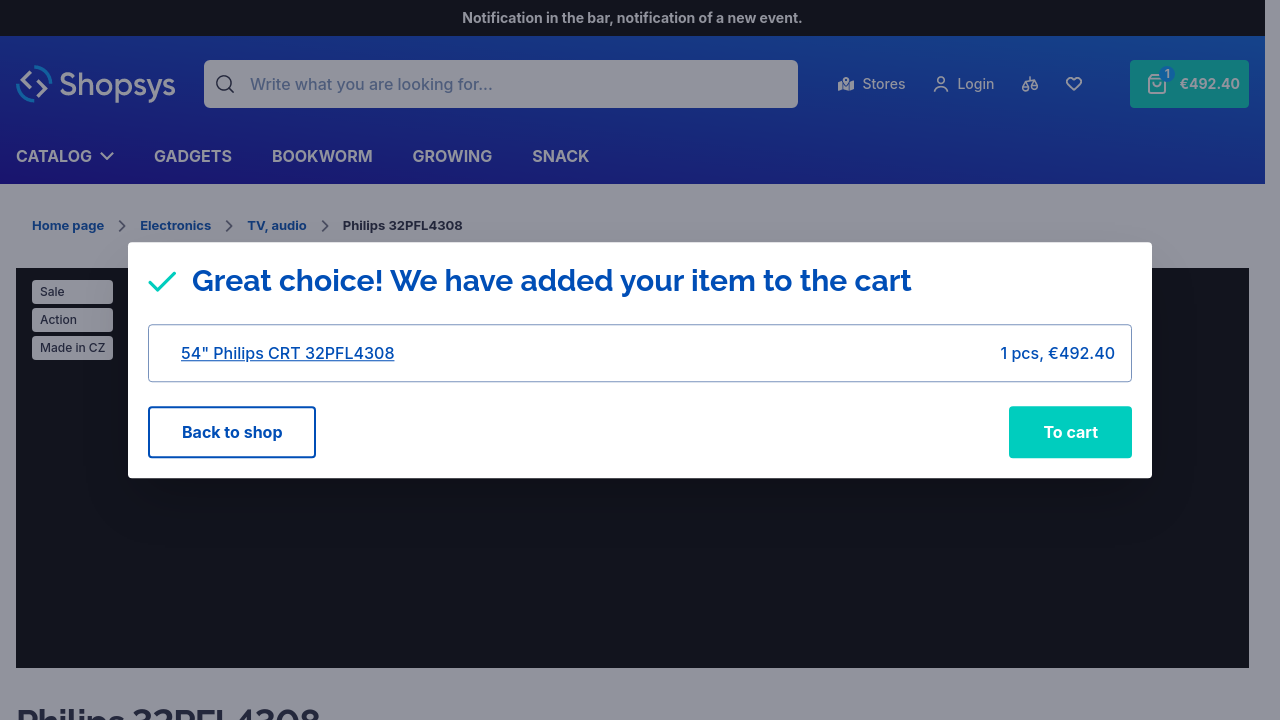 Notification in the bar, notification of a new event.
Shopsys
Write what you are looking for...
Stores
Login
1
€492.40
CATALOG
GADGETS
BOOKWORM
GROWING
SNACK
Home page
Electronics
TV, audio
Philips 32PFL4308
Sale
Action
Made in CZ
Great choice! We have added your item to the cart
54" Philips CRT 32PFL4308
1 pcs, €492.40
Back to shop
To cart
Philips 32PFL4308